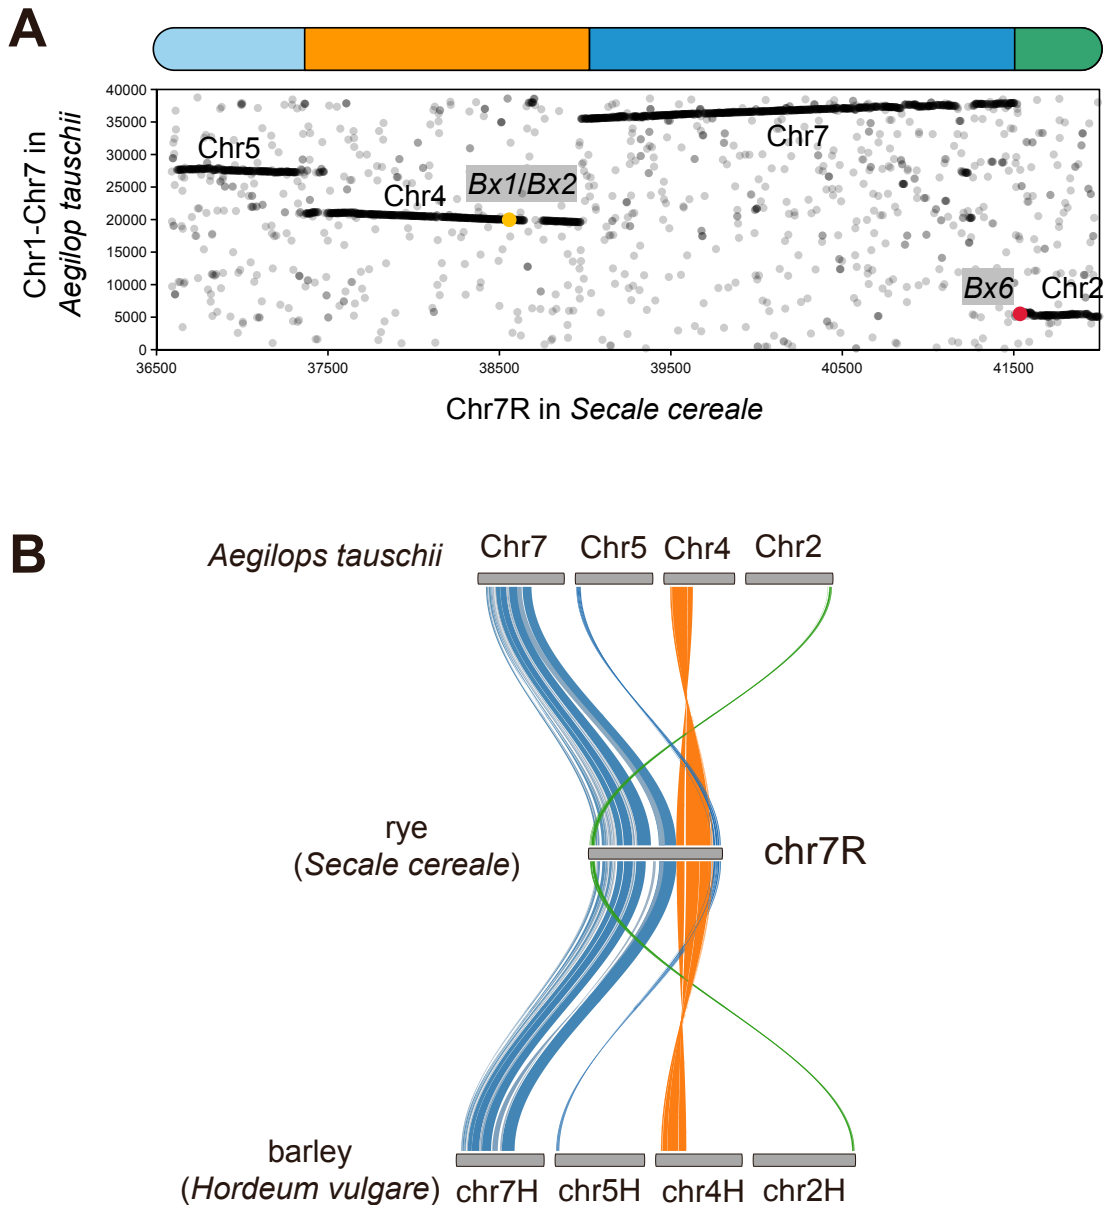 A
Chr1-Chr7 in
Aegilop tauschii
40000
35000
30000
25000
20000
15000
10000
5000
0
Chr5
Chr4
Bx1/Bx2
Chr7
Bx6
Chr2
36500
37500
38500
39500
40500
41500
Chr7R in Secale cereale
B
Aegilops tauschii
Chr7
Chr5
Chr4
Chr2
rye
(Secale cereale)
chr7R
barley
(Hordeum vulgare)
chr7H
chr5H
chr4H
chr2H